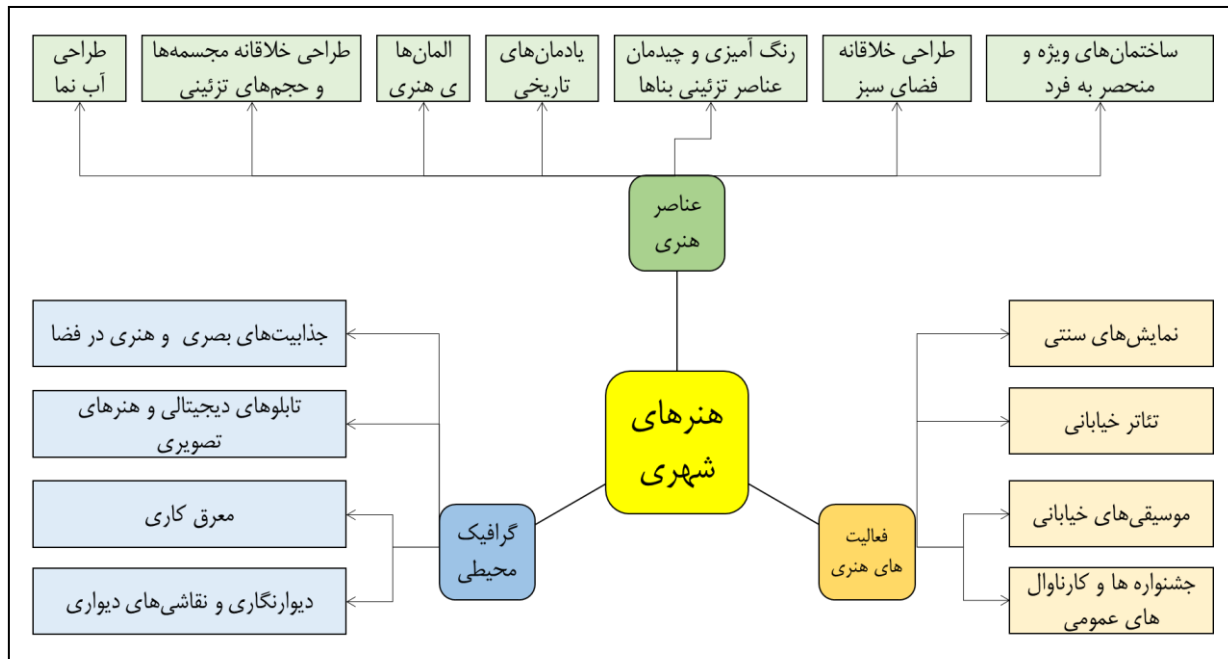 ساختمان‌های ویژه و
منحصر به فرد
طراحی خلاقانه
فضای سبز
رنگ آمیزی و چیدمان
عناصر تزئینی بناها
یادمان‌های
تاریخی
المان‌ها
ی هنری
طراحی خلاقانه مجسمه‌ها
و حجم‌های تزئینی
طراحی
آب نما
عناصر
هنری
هنرهای
شهری
فعالیت
های هنری
نمایش‌های سنتی
تئاتر خیابانی
موسیقی‌های خیابانی
جشنواره ها و کارناوال
های عمومی
گرافیک
محیطی
جذابیت‌های بصری و هنری در فضا
تابلوهای دیجیتالی و هنرهای
تصویری
معرق کاری
دیوارنگاری و نقاشی‌های دیواری